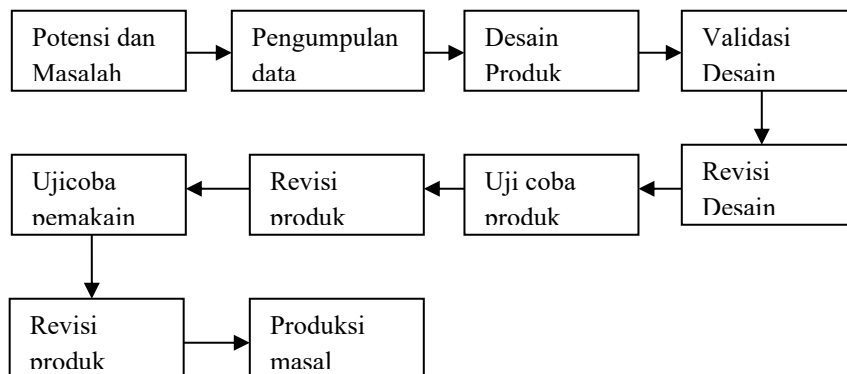 Potensi dan
Masalah
Pengumpulan
data
Desain
Produk
Validasi
Desain
Revisi
Desain
Uji coba
produk
Revisi
produk
Ujicoba
pemakain
Revisi
produk
Produksi
masal